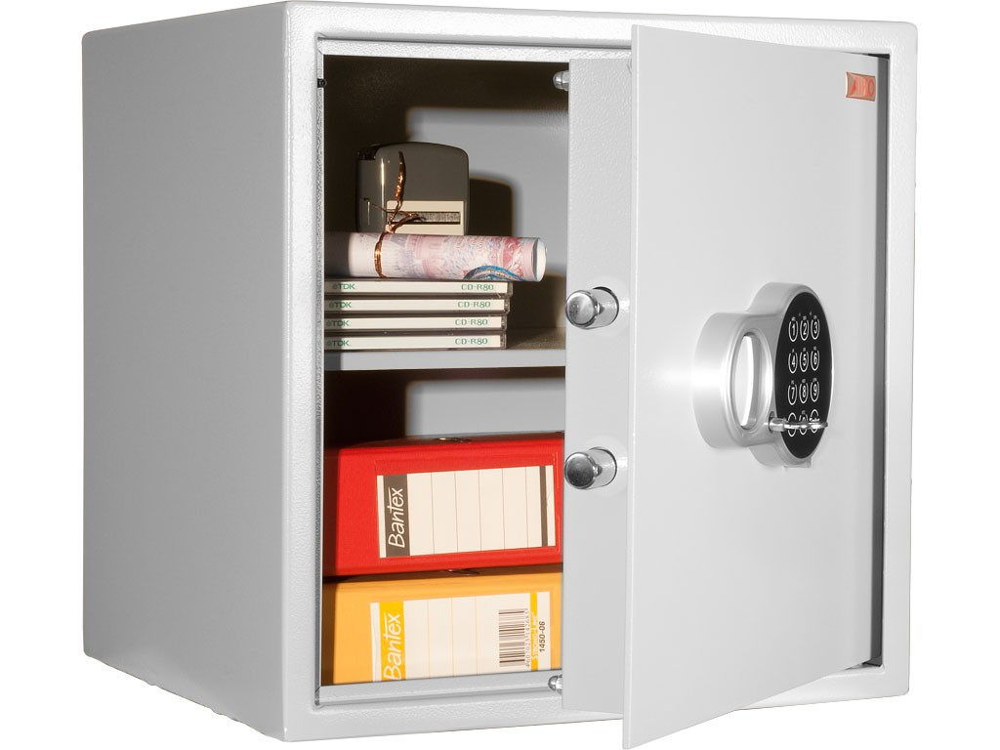 TDK CD-R80
TDK CD-R80
TDK CD-R80
TDK CD-R80
1 2 3
4 5 6
7 8 9
Bantex
Bantex
1450-06